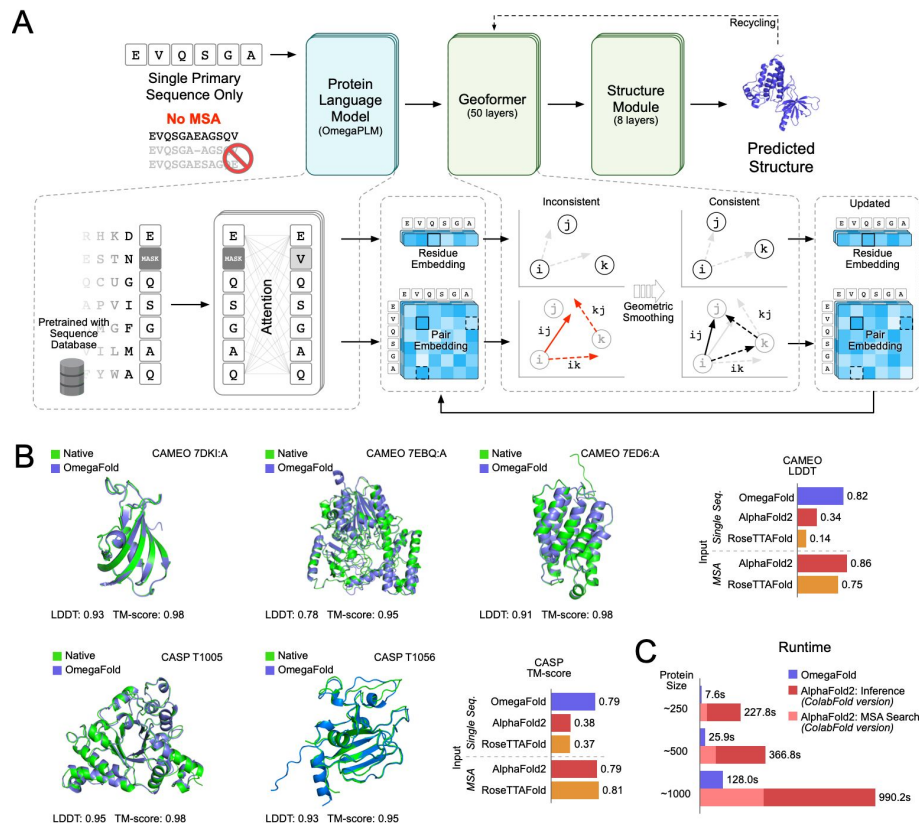 A
Recycling
E V Q S G A
Single Primary
Sequence Only
No MSA
EVQSGAEAGSQV
EVQSGA-AGS
EVQSGAESAG
Protein
Language
Model
(OmegaPLM)
Geoformer
(50 layers)
Structure
Module
(8 layers)
Predicted
Structure
R H K D E
E S T N MASK
Q C U G Q
A P V I S
G F G
I L M A
Y W A Q
Pretrained with
Sequence
Database
E
MASK
Q
S
G
A
Q
Attention
E
V
Q
S
G
A
Q
E V Q S G A
Residue
Embedding
E V Q S G A
E
V
Q
S
G
A
Pair
Embedding
Inconsistent
j
i
k
j
kj
ij
k
i
ik
Geometric
Smoothing
Consistent
j
i
k
j
kj
ij
k
i
ik
Updated
E V Q S G A
Residue
Embedding
E V Q S G A
E
V
Q
S
G
A
Pair
Embedding
B
Native
OmegaFold
CAMEO 7DKI:A
LDDT: 0.93 TM-score: 0.98
Native
OmegaFold
CAMEO 7EBQ:A
LDDT: 0.78 TM-score: 0.95
Native
OmegaFold
CAMEO 7ED6:A
LDDT: 0.91 TM-score: 0.98
CAMEO
LDDT
Input
Single Seq.
OmegaFold 0.82
AlphaFold2 0.34
RoseTTAFold 0.14
MSA
AlphaFold2 0.86
RoseTTAFold 0.75
Native
OmegaFold
CASP T1005
LDDT: 0.95 TM-score: 0.98
Native
OmegaFold
CASP T1056
LDDT: 0.93 TM-score: 0.95
CASP
TM-score
Input
Single Seq.
OmegaFold 0.79
AlphaFold2 0.38
RoseTTAFold 0.37
MSA
AlphaFold2 0.79
RoseTTAFold 0.81
C
Runtime
Protein
Size
OmegaFold
AlphaFold2: Inference
(ColabFold version)
AlphaFold2: MSA Search
(ColabFold version)
7.6s
~250
227.8s
25.9s
~500
366.8s
128.0s
~1000
990.2s